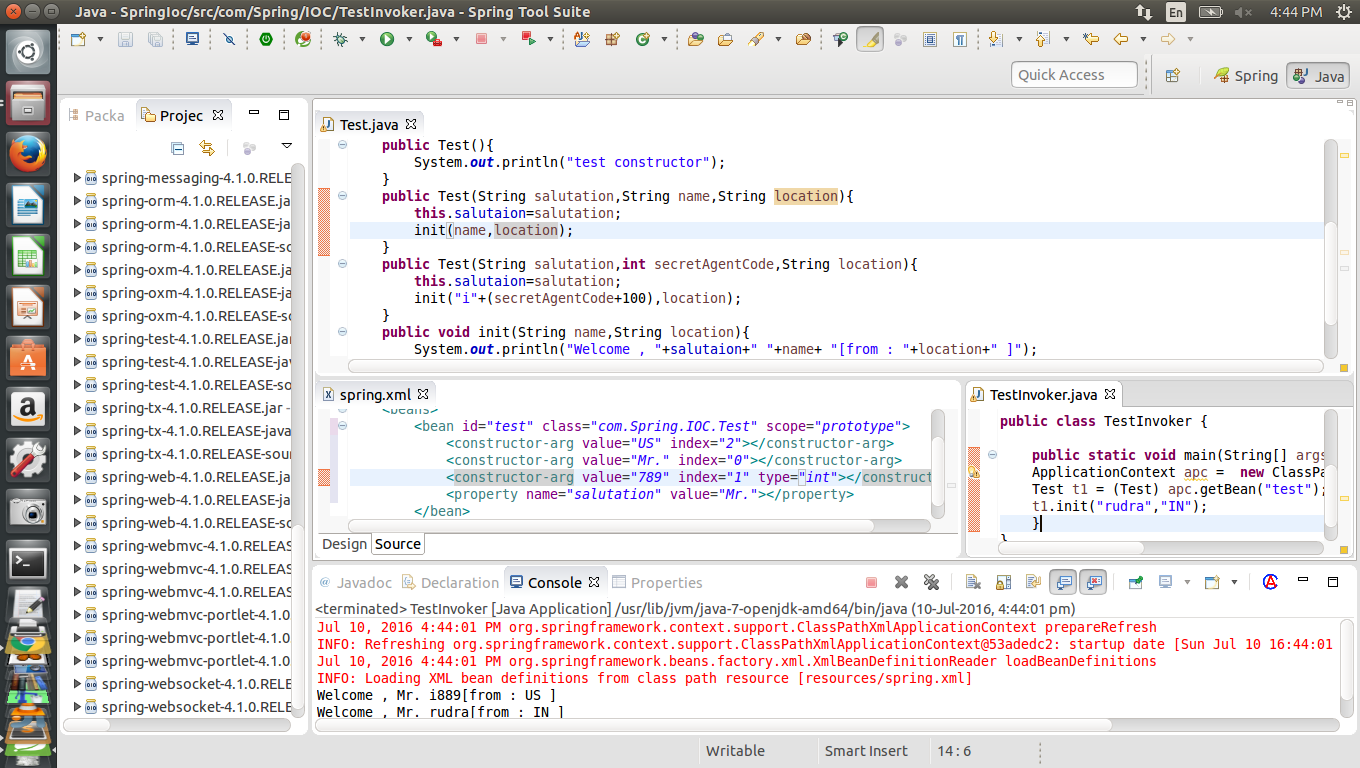 Java - SpringIoc/src/com/Spring/IOC/TestInvoker.java - Spring Tool Suite
En
4:44 PM
Quick Access
Spring
Java
Packa
Projec
spring-messaging-4.1.0.RELE
spring-orm-4.1.0.RELEASE.ja
spring-orm-4.1.0.RELEASE-ja
spring-orm-4.1.0.RELEASE-so
spring-oxm-4.1.0.RELEASE.ja
spring-oxm-4.1.0.RELEASE-ja
spring-oxm-4.1.0.RELEASE-so
spring-test-4.1.0.RELEASE.jar
spring-test-4.1.0.RELEASE-jav
spring-test-4.1.0.RELEASE-so
spring-tx-4.1.0.RELEASE.jar -
spring-tx-4.1.0.RELEASE-java
spring-tx-4.1.0.RELEASE-sour
spring-web-4.1.0.RELEASE.ja
spring-web-4.1.0.RELEASE-ja
spring-web-4.1.0.RELEASE-so
spring-webmvc-4.1.0.RELEAS
spring-webmvc-4.1.0.RELEAS
spring-webmvc-4.1.0.RELEAS
spring-webmvc-portlet-4.1.0
spring-webmvc-portlet-4.1.0
spring-webmvc-portlet-4.1.0
spring-websocket-4.1.0.RELE
spring-websocket-4.1.0.RELE
Test.java
public Test(){
System.out.println("test constructor");
}
public Test(String salutation,String name,String location){
this.salutaion=salutation;
init(name,location);
}
public Test(String salutation,int secretAgentCode,String location){
this.salutaion=salutation;
init("i"+(secretAgentCode+100),location);
}
public void init(String name,String location){
System.out.println("Welcome , "+salutaion+" "+name+ "[from : "+location+" ]");
spring.xml
<beans>
<bean id="test" class="com.Spring.IOC.Test" scope="prototype">
<constructor-arg value="US" index="2"></constructor-arg>
<constructor-arg value="Mr." index="0"></constructor-arg>
<constructor-arg value="789" index="1" type="int"></construct
<property name="salutation" value="Mr."></property>
</bean>
Design
Source
TestInvoker.java
public class TestInvoker {
public static void main(String[] args
ApplicationContext apc =  new ClassPa
Test t1 = (Test) apc.getBean("test");
t1.init("rudra","IN");
}
}
Javadoc
Declaration
Console
Properties
<terminated> TestInvoker [Java Application] /usr/lib/jvm/java-7-openjdk-amd64/bin/java (10-Jul-2016, 4:44:01 pm)
Jul 10, 2016 4:44:01 PM org.springframework.context.support.ClassPathXmlApplicationContext prepareRefresh
INFO: Refreshing org.springframework.context.support.ClassPathXmlApplicationContext@53adedc2: startup date [Sun Jul 10 16:44:01
Jul 10, 2016 4:44:01 PM org.springframework.beans.factory.xml.XmlBeanDefinitionReader loadBeanDefinitions
INFO: Loading XML bean definitions from class path resource [resources/spring.xml]
Welcome , Mr. i889[from : US ]
Welcome , Mr. rudra[from : IN ]
Writable
Smart Insert
14 : 6